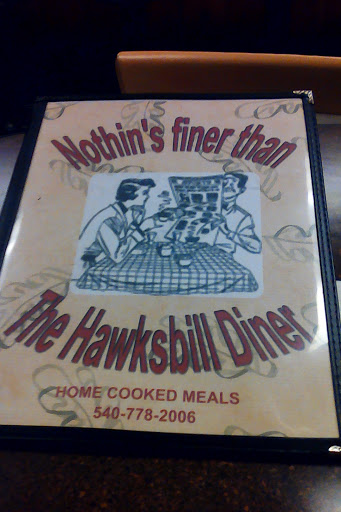 Nothin's finer than
The Hawksbill Diner
HOME COOKED MEALS
540-778-2006